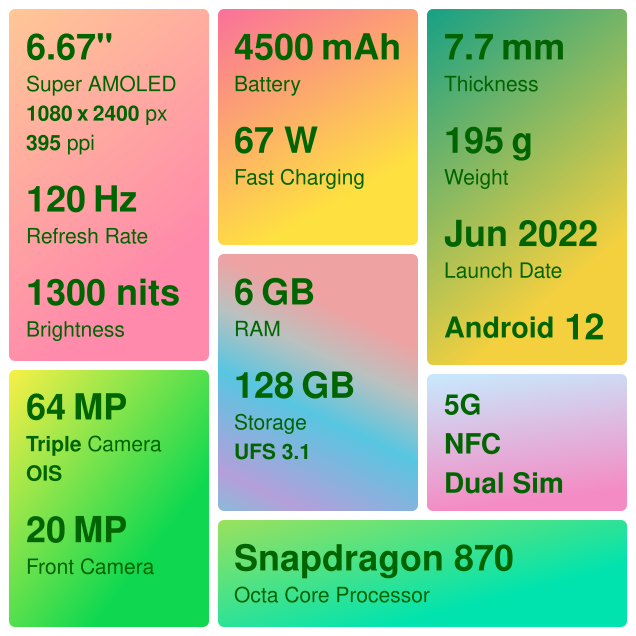 6.67"
Super AMOLED
1080 x 2400 px
395 ppi
120 Hz
Refresh Rate
1300 nits
Brightness
4500 mAh
Battery
67 W
Fast Charging
7.7 mm
Thickness
195 g
Weight
Jun 2022
Launch Date
Android 12
6 GB
RAM
128 GB
Storage
UFS 3.1
64 MP
Triple Camera
OIS
20 MP
Front Camera
5G
NFC
Dual Sim
Snapdragon 870
Octa Core Processor